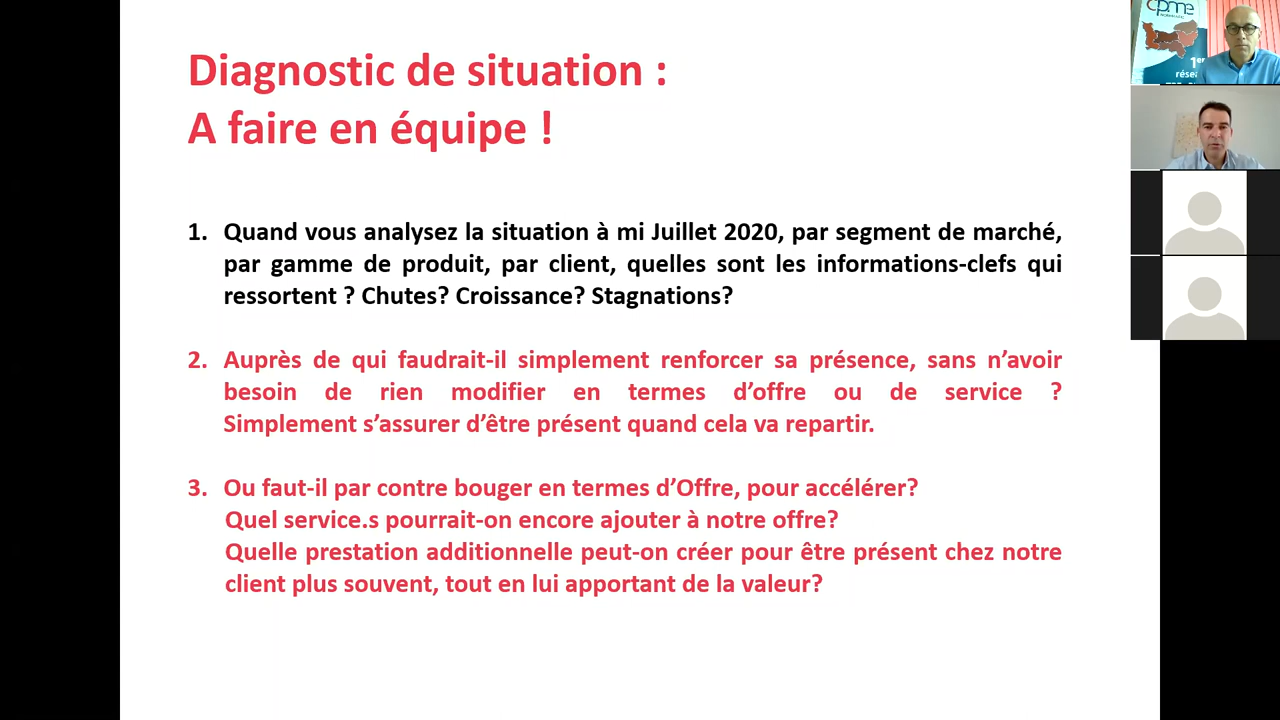 Diagnostic de situation :
A faire en équipe !
1. Quand vous analysez la situation à mi Juillet 2020, par segment de marché,
par gamme de produit, par client, quelles sont les informations-clefs qui
ressortent ? Chutes? Croissance? Stagnations?
2. Auprès de qui faudrait-il simplement renforcer sa présence, sans n’avoir
besoin de rien modifier en termes d’offre ou de service ?
Simplement s’assurer d’être présent quand cela va repartir.
3. Ou faut-il par contre bouger en termes d’Offre, pour accélérer?
Quel service.s pourrait-on encore ajouter à notre offre?
Quelle prestation additionnelle peut-on créer pour être présent chez notre
client plus souvent, tout en lui apportant de la valeur?
cpme
1er